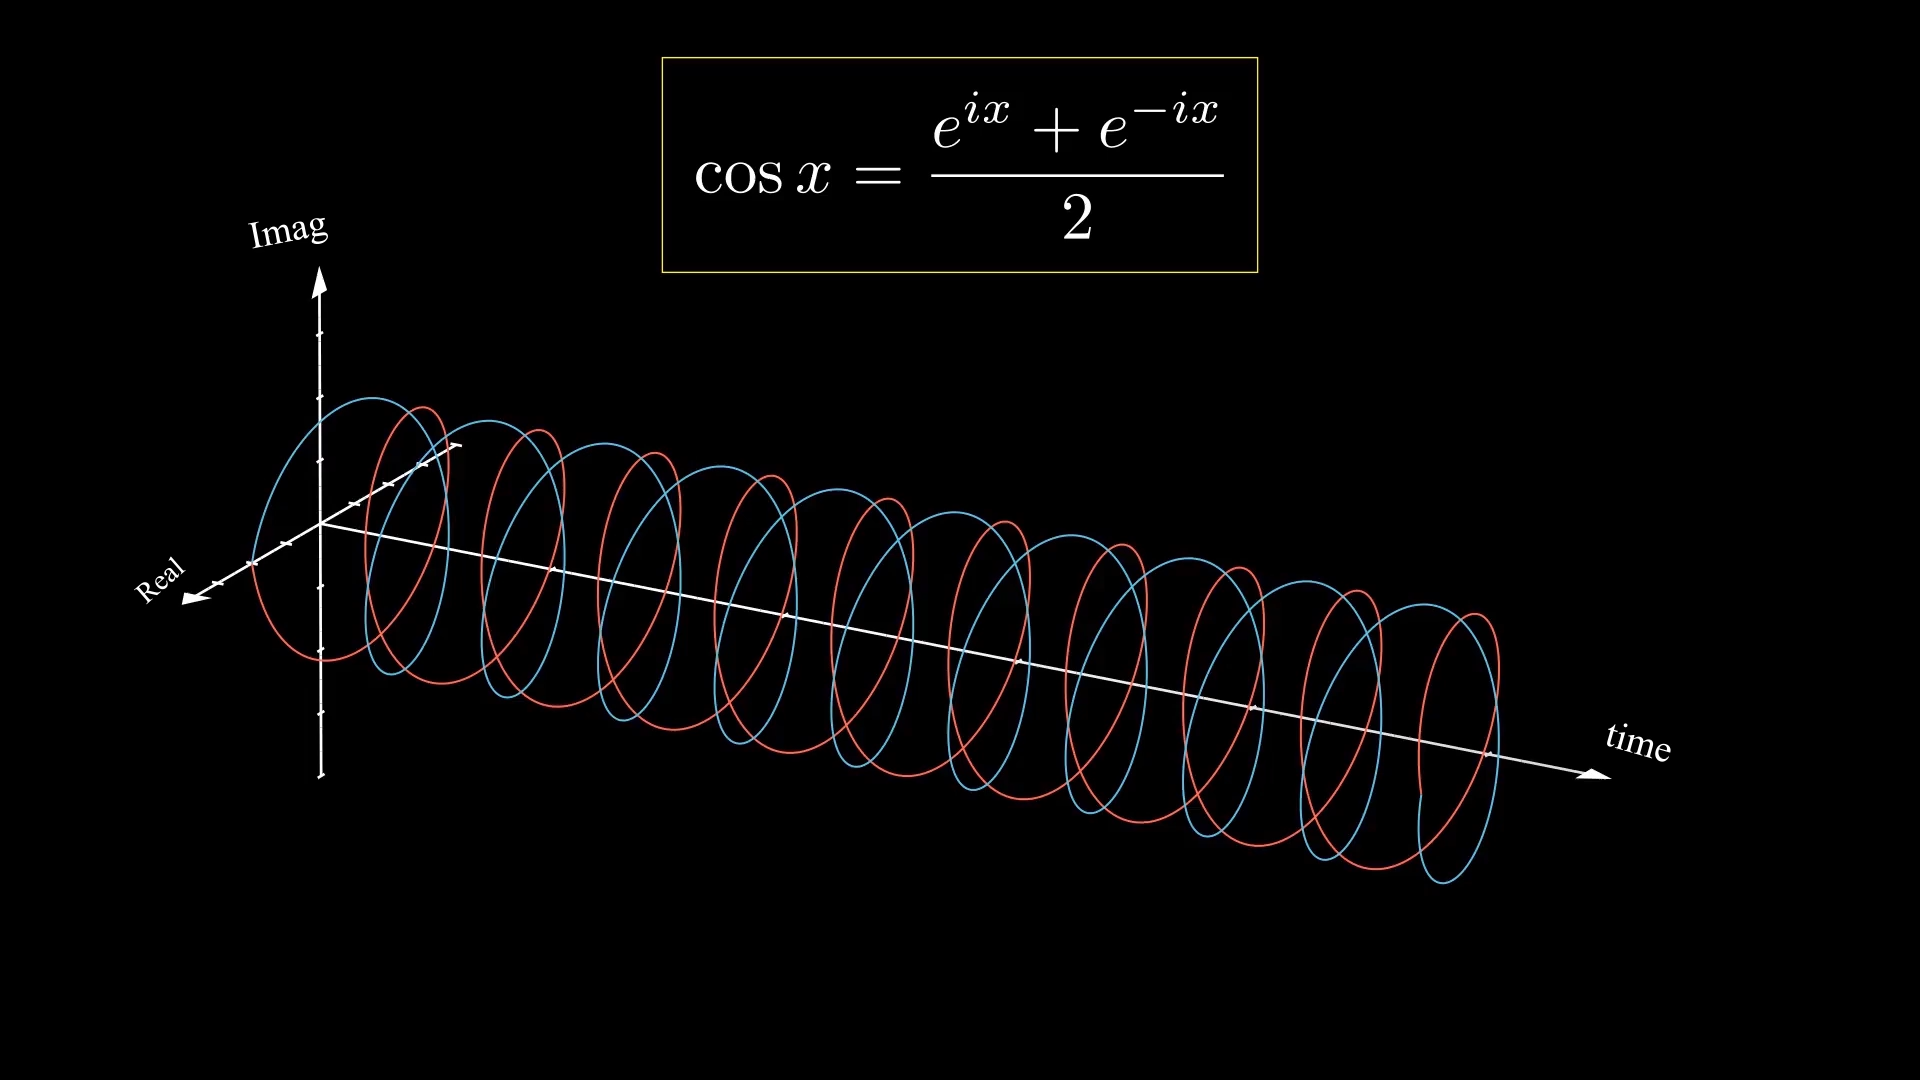 cos x = (e^{ix} + e^{-ix}) / 2
Imag
Real
time